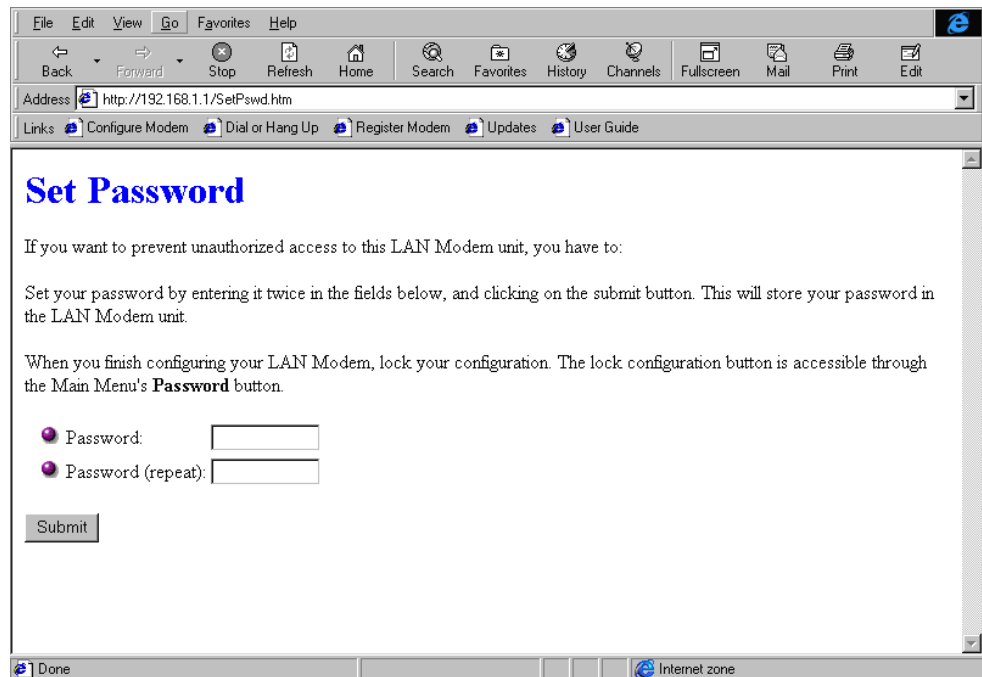 File Edit View Go Favorites Help
Back Forward Stop Refresh Home Search Favorites History Channels Fullscreen Mail Print Edit
Address http://192.168.1.1/SetPswd.htm
Links Configure Modem Dial or Hang Up Register Modem Updates User Guide
Set Password
If you want to prevent unauthorized access to this LAN Modem unit, you have to:
Set your password by entering it twice in the fields below, and clicking on the submit button. This will store your password in
the LAN Modem unit.
When you finish configuring your LAN Modem, lock your configuration. The lock configuration button is accessible through
the Main Menu's Password button.
Password:
Password (repeat):
Submit
Done Internet zone